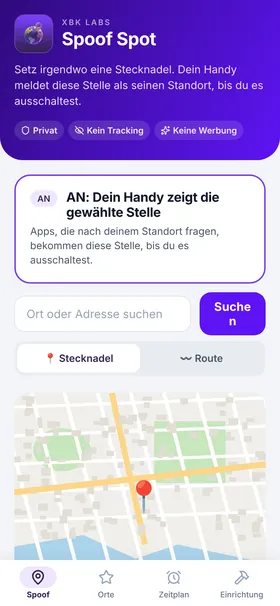 XBK LABS
Spoof Spot
Setz irgendwo eine Stecknadel. Dein Handy
meldet diese Stelle als seinen Standort, bis du es
ausschaltest.
Privat
Kein Tracking
Keine Werbung
AN
AN: Dein Handy zeigt die
gewählte Stelle
Apps, die nach deinem Standort fragen,
bekommen diese Stelle, bis du es
ausschaltest.
Ort oder Adresse suchen
Suche
n
Stecknadel
Route
Spoof
Orte
Zeitplan
Einrichtung